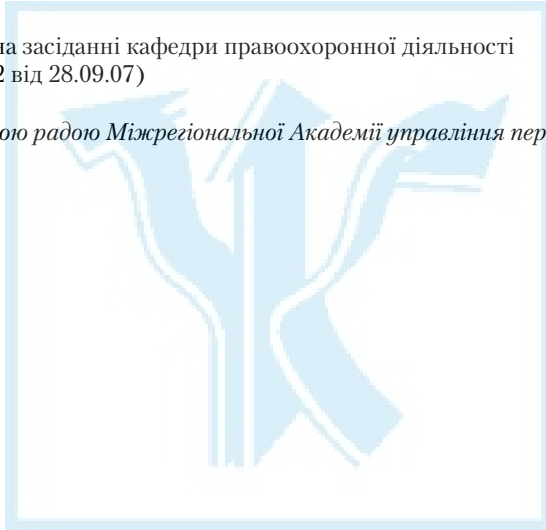 на засіданні кафедри правоохоронної діяльності
2 від 28.09.07)
ою радою Міжрегіональної Академії управління пер